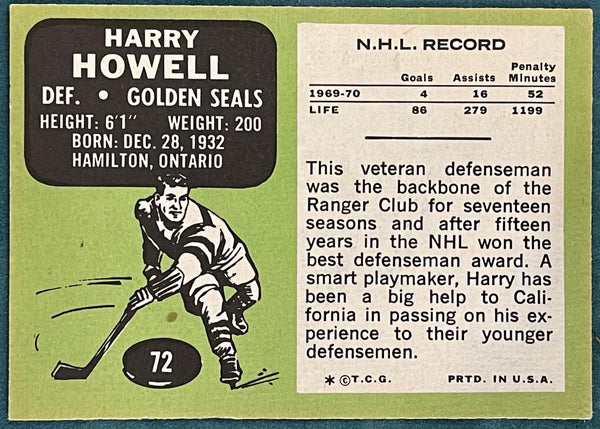 HARRY
HOWELL
DEF. • GOLDEN SEALS
HEIGHT: 6'1" WEIGHT: 200
BORN: DEC. 28, 1932
HAMILTON, ONTARIO
72
N.H.L. RECORD
Goals Assists Penalty Minutes
1969-70 4 16 52
LIFE 86 279 1199
This veteran defenseman
was the backbone of the
Ranger Club for seventeen
seasons and after fifteen
years in the NHL won the
best defenseman award. A
smart playmaker, Harry has
been a big help to Cali-
fornia in passing on his ex-
perience to their younger
defensemen.
* © T.C.G. PRTD. IN U.S.A.